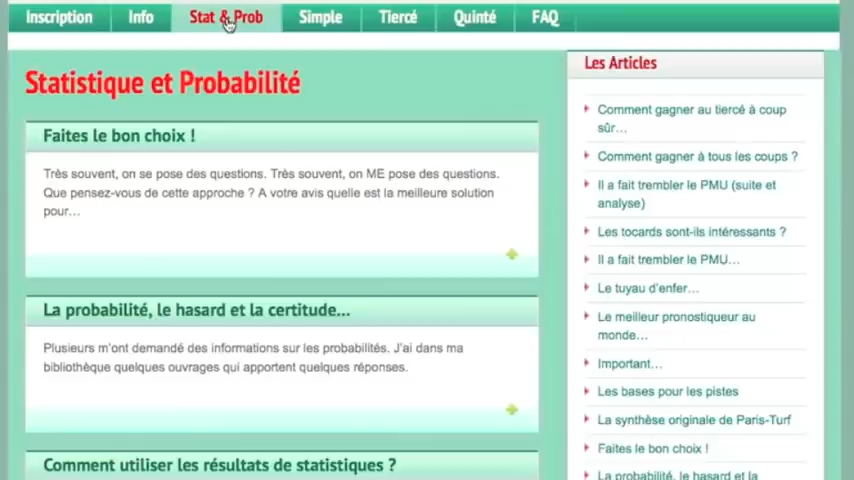 Inscription Info Stat & Prob Simple Tiercé Quinté FAQ
Statistique et Probabilité
Faites le bon choix !
Très souvent, on se pose des questions. Très souvent, on ME pose des questions.
Que pensez-vous de cette approche ? A votre avis quelle est la meilleure solution
pour...
La probabilité, le hasard et la certitude...
Plusieurs m'ont demandé des informations sur les probabilités. J'ai dans ma
bibliothèque quelques ouvrages qui apportent quelques réponses.
Comment utiliser les résultats de statistiques ?
Les Articles
Comment gagner au tiercé à coup
sûr...
Comment gagner à tous les coups ?
Il a fait trembler le PMU (suite et
analyse)
Les tocards sont-ils intéressants ?
Il a fait trembler le PMU...
Le tuyau d'enfer...
Le meilleur pronostiqueur au
monde...
Important...
Les bases pour les pistes
La synthèse originale de Paris-Turf
Faites le bon choix !
La probabilité, le hasard et la